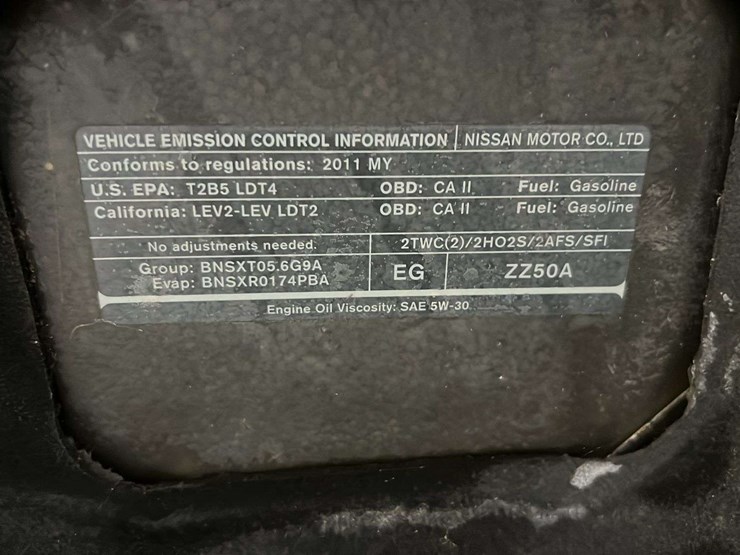 VEHICLE EMISSION CONTROL INFORMATION NISSAN MOTOR CO., LTD
Conforms to regulations: 2011 MY
U.S. EPA: T2B5 LDT4 OBD: CA II Fuel: Gasoline
California: LEV2-LEV LDT2 OBD: CA II Fuel: Gasoline
No adjustments needed. 2TWC(2)/2HO2S/2AFS/SFI
Group: BNSXT05.6G9A
Evap: BNSXR0174PBA
EG ZZ50A
Engine Oil Viscosity: SAE 5W-30